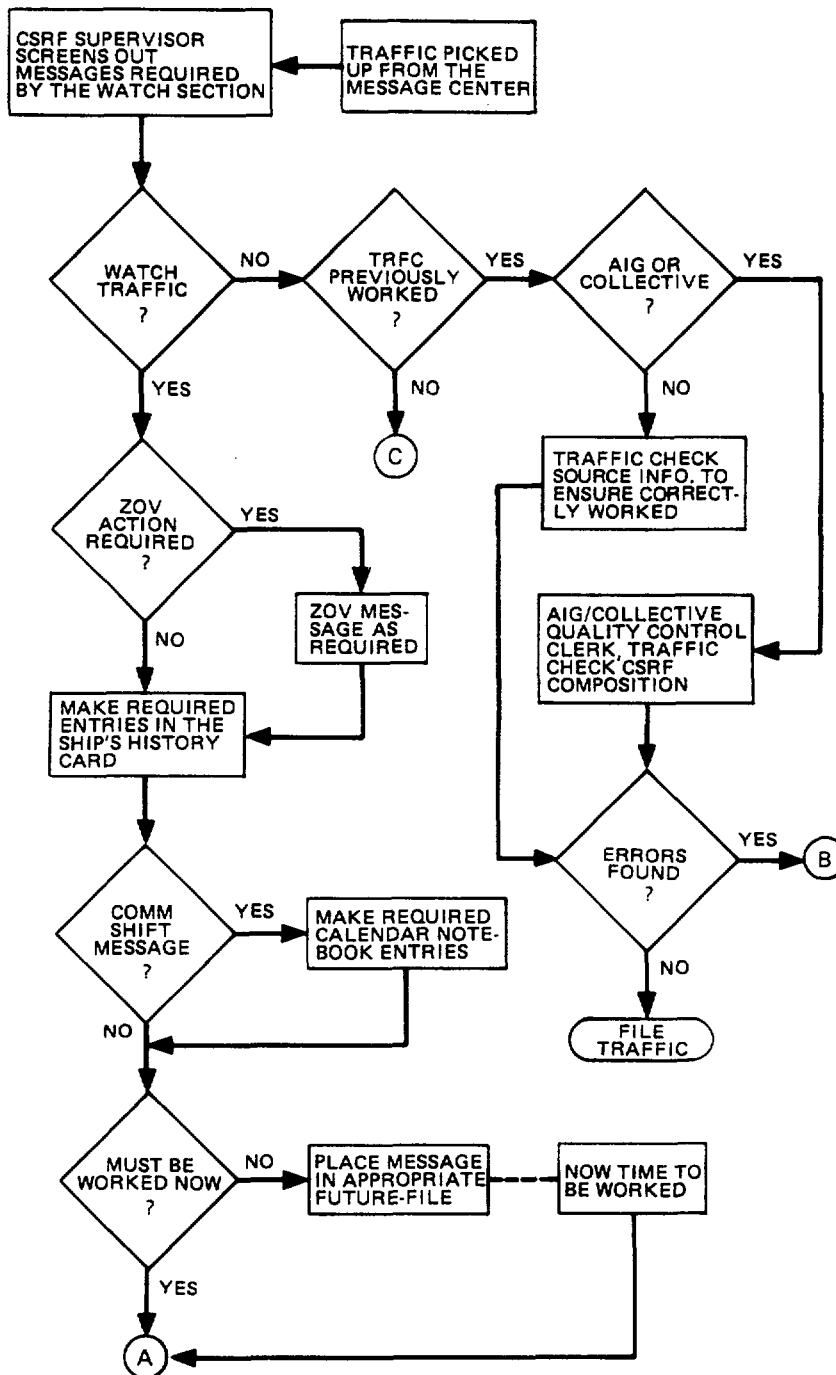 CSRF SUPERVISOR
SCREENS OUT
MESSAGES REQUIRED
BY THE WATCH SECTION
TRAFFIC PICKED
UP FROM THE
MESSAGE CENTER
WATCH
TRAFFIC
?
NO
YES
TRFC
PREVIOUSLY
WORKED
?
YES
NO
C
AIG OR
COLLECTIVE
?
YES
NO
TRAFFIC CHECK
SOURCE INFO. TO
ENSURE CORRECT-
LY WORKED
ZOV
ACTION
REQUIRED
?
YES
NO
ZOV MES-
SAGE AS
REQUIRED
AIG/COLLECTIVE
QUALITY CONTROL
CLERK, TRAFFIC
CHECK CSRF
COMPOSITION
MAKE REQUIRED
ENTRIES IN THE
SHIP'S HISTORY
CARD
ERRORS
FOUND
?
YES
B
NO
FILE
TRAFFIC
COMM
SHIFT
MESSAGE
?
YES
NO
MAKE REQUIRED
CALENDAR NOTE-
BOOK ENTRIES
MUST BE
WORKED NOW
?
NO
YES
PLACE MESSAGE
IN APPROPRIATE
FUTURE-FILE
NOW TIME TO
BE WORKED
A